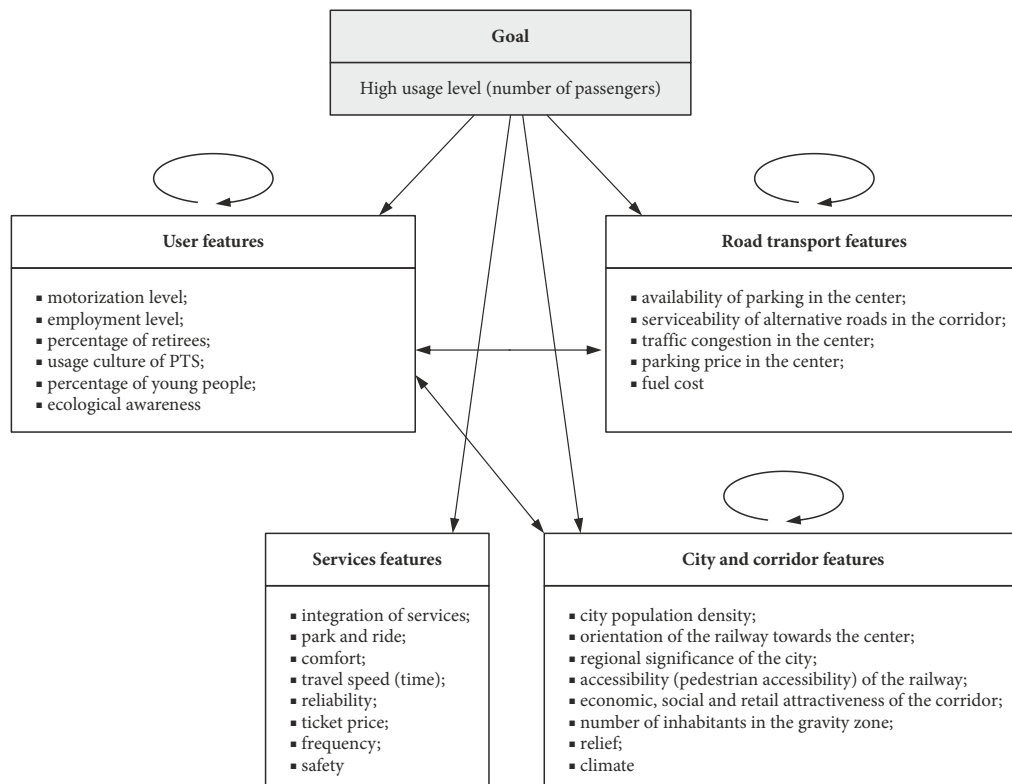 Goal
High usage level (number of passengers)
User features
▪ motorization level;
▪ employment level;
▪ percentage of retirees;
▪ usage culture of PTS;
▪ percentage of young people;
▪ ecological awareness
Road transport features
▪ availability of parking in the center;
▪ serviceability of alternative roads in the corridor;
▪ traffic congestion in the center;
▪ parking price in the center;
▪ fuel cost
Services features
▪ integration of services;
▪ park and ride;
▪ comfort;
▪ travel speed (time);
▪ reliability;
▪ ticket price;
▪ frequency;
▪ safety
City and corridor features
▪ city population density;
▪ orientation of the railway towards the center;
▪ regional significance of the city;
▪ accessibility (pedestrian accessibility) of the railway;
▪ economic, social and retail attractiveness of the corridor;
▪ number of inhabitants in the gravity zone;
▪ relief;
▪ climate